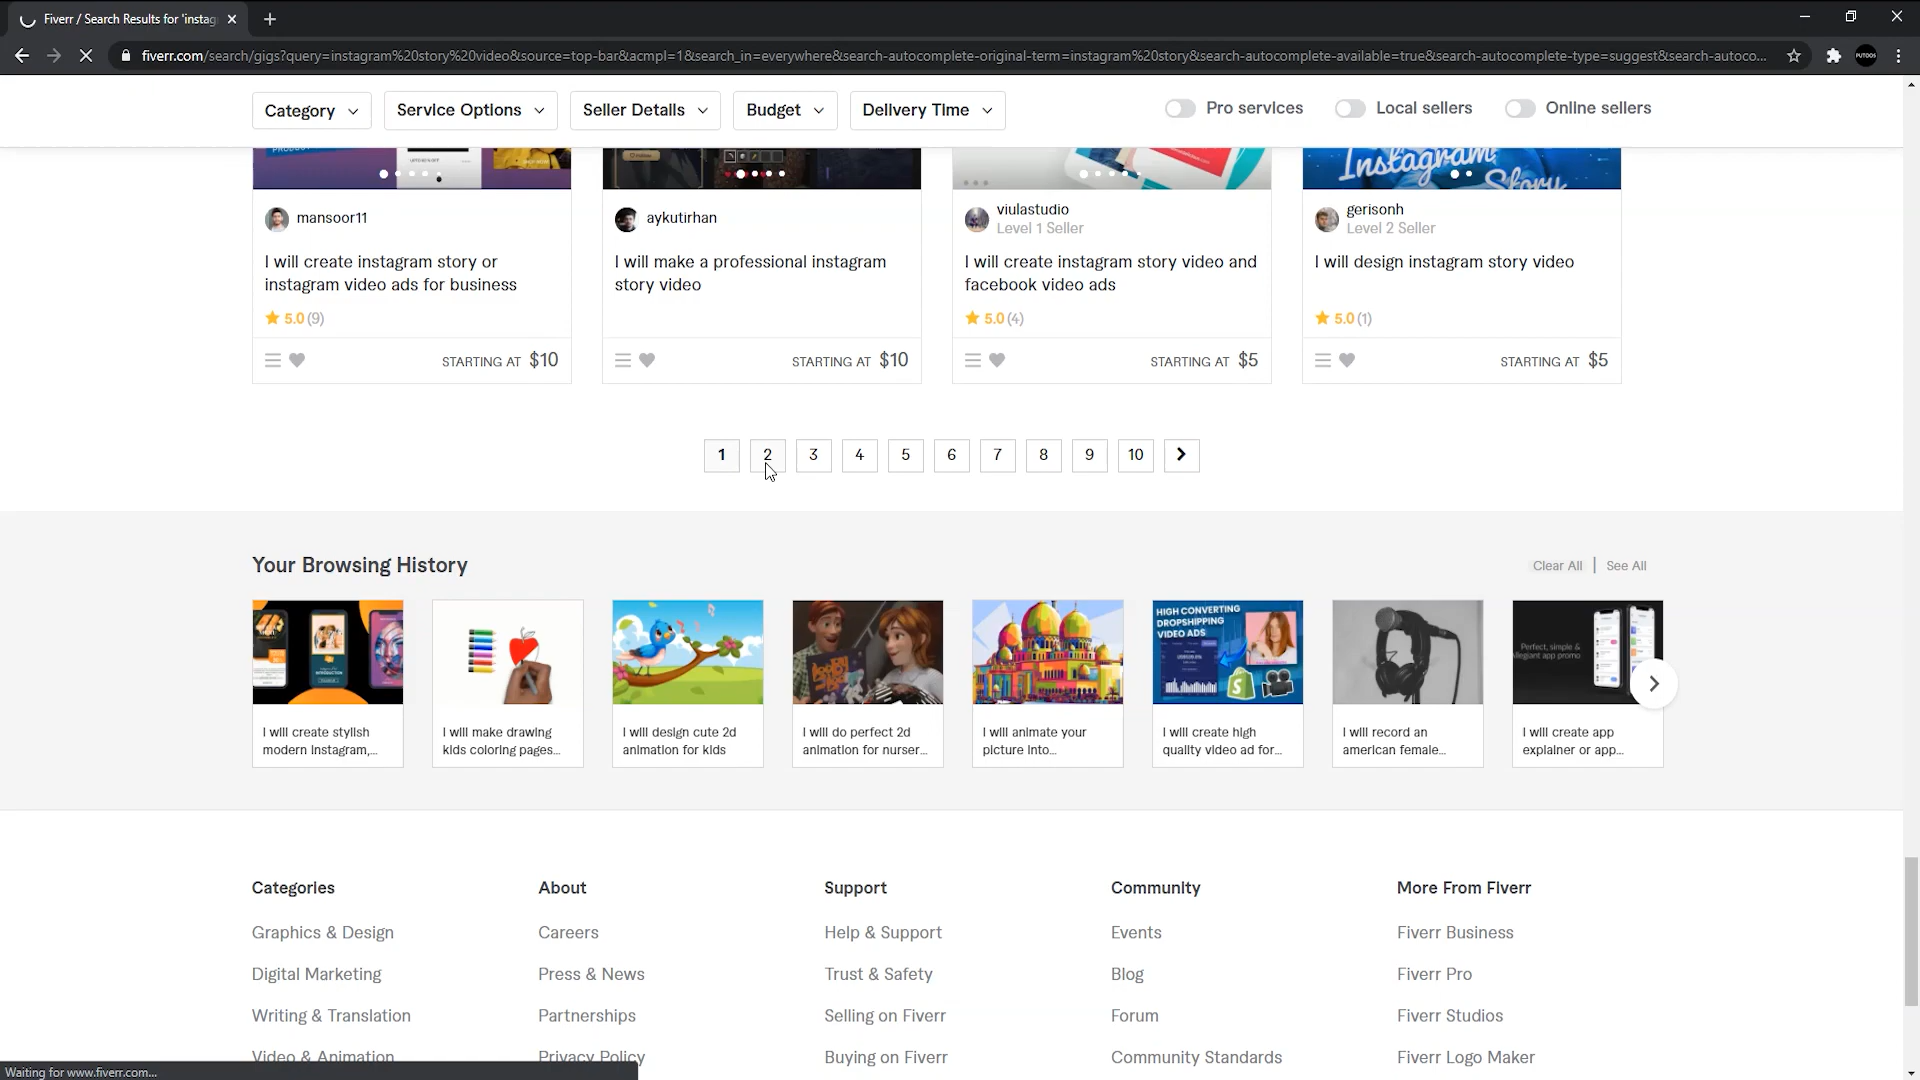 Fiverr / Search Results for 'instag
fiverr.com/search/gigs?query=instagram%20story%20video&source=top-bar&acmpl=1&search_in=everywhere&search-autocomplete-original-term=instagram%20story&search-autocomplete-available=true&search-autocomplete-type=suggest&search-autoco...
Category
Service Options
Seller Details
Budget
Delivery Time
Pro services
Local sellers
Online sellers
PRODUCT
Instagram
Story
mansoor11
aykutirhan
viulastudio
Level 1 Seller
gerisonh
Level 2 Seller
I will create instagram story or
instagram video ads for business
I will make a professional instagram
story video
I will create instagram story video and
facebook video ads
I will design instagram story video
5.0 (9)
5.0 (4)
5.0 (1)
STARTING AT $10
STARTING AT $10
STARTING AT $5
STARTING AT $5
1 2 3 4 5 6 7 8 9 10
Your Browsing History
Clear All | See All
HIGH CONVERTING
DROPSHIPPING
VIDEO ADS
Perfect, simple &
I will create stylish
modern instagram,...
I will make drawing
kids coloring pages...
I will design cute 2d
animation for kids
I will do perfect 2d
animation for nurser...
I will animate your
picture into...
I will create high
quality video ad for...
I will record an
american female...
I will create app
explainer or app...
Categories
About
Support
Community
More From Fiverr
Graphics & Design
Careers
Help & Support
Events
Fiverr Business
Digital Marketing
Press & News
Trust & Safety
Blog
Fiverr Pro
Writing & Translation
Partnerships
Selling on Fiverr
Forum
Fiverr Studios
Video & Animation
Privacy Policy
Buying on Fiverr
Community Standards
Fiverr Logo Maker
Waiting for www.fiverr.com...